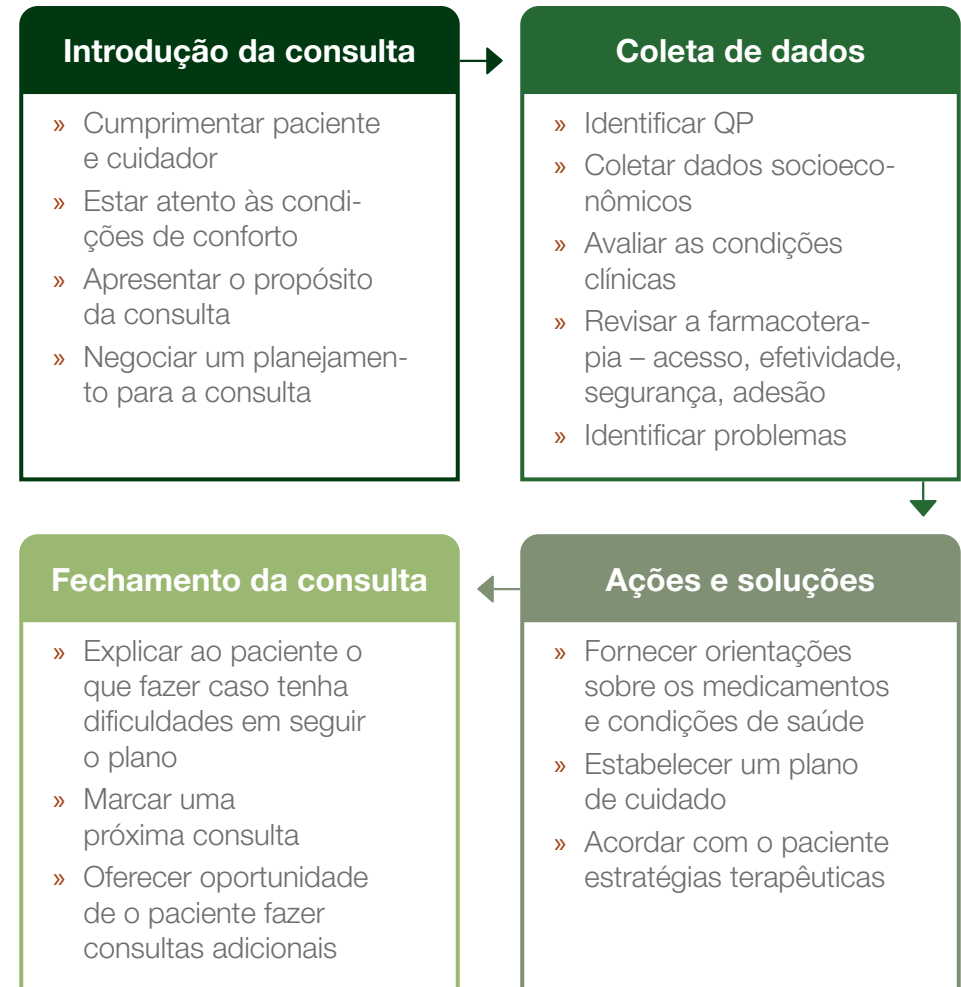 Introdução da consulta
» Cumprimentar paciente
e cuidador
» Estar atento às condi-
ções de conforto
» Apresentar o propósito
da consulta
» Negociar um planejamen-
to para a consulta
Coleta de dados
» Identificar QP
» Coletar dados socioeco-
nômicos
» Avaliar as condições
clínicas
» Revisar a farmacotera-
pia – acesso, efetividade,
segurança, adesão
» Identificar problemas
Ações e soluções
» Fornecer orientações
sobre os medicamentos
e condições de saúde
» Estabelecer um plano
de cuidado
» Acordar com o paciente
estratégias terapêuticas
Fechamento da consulta
» Explicar ao paciente o
que fazer caso tenha
dificuldades em seguir
o plano
» Marcar uma
próxima consulta
» Oferecer oportunidade
de o paciente fazer
consultas adicionais